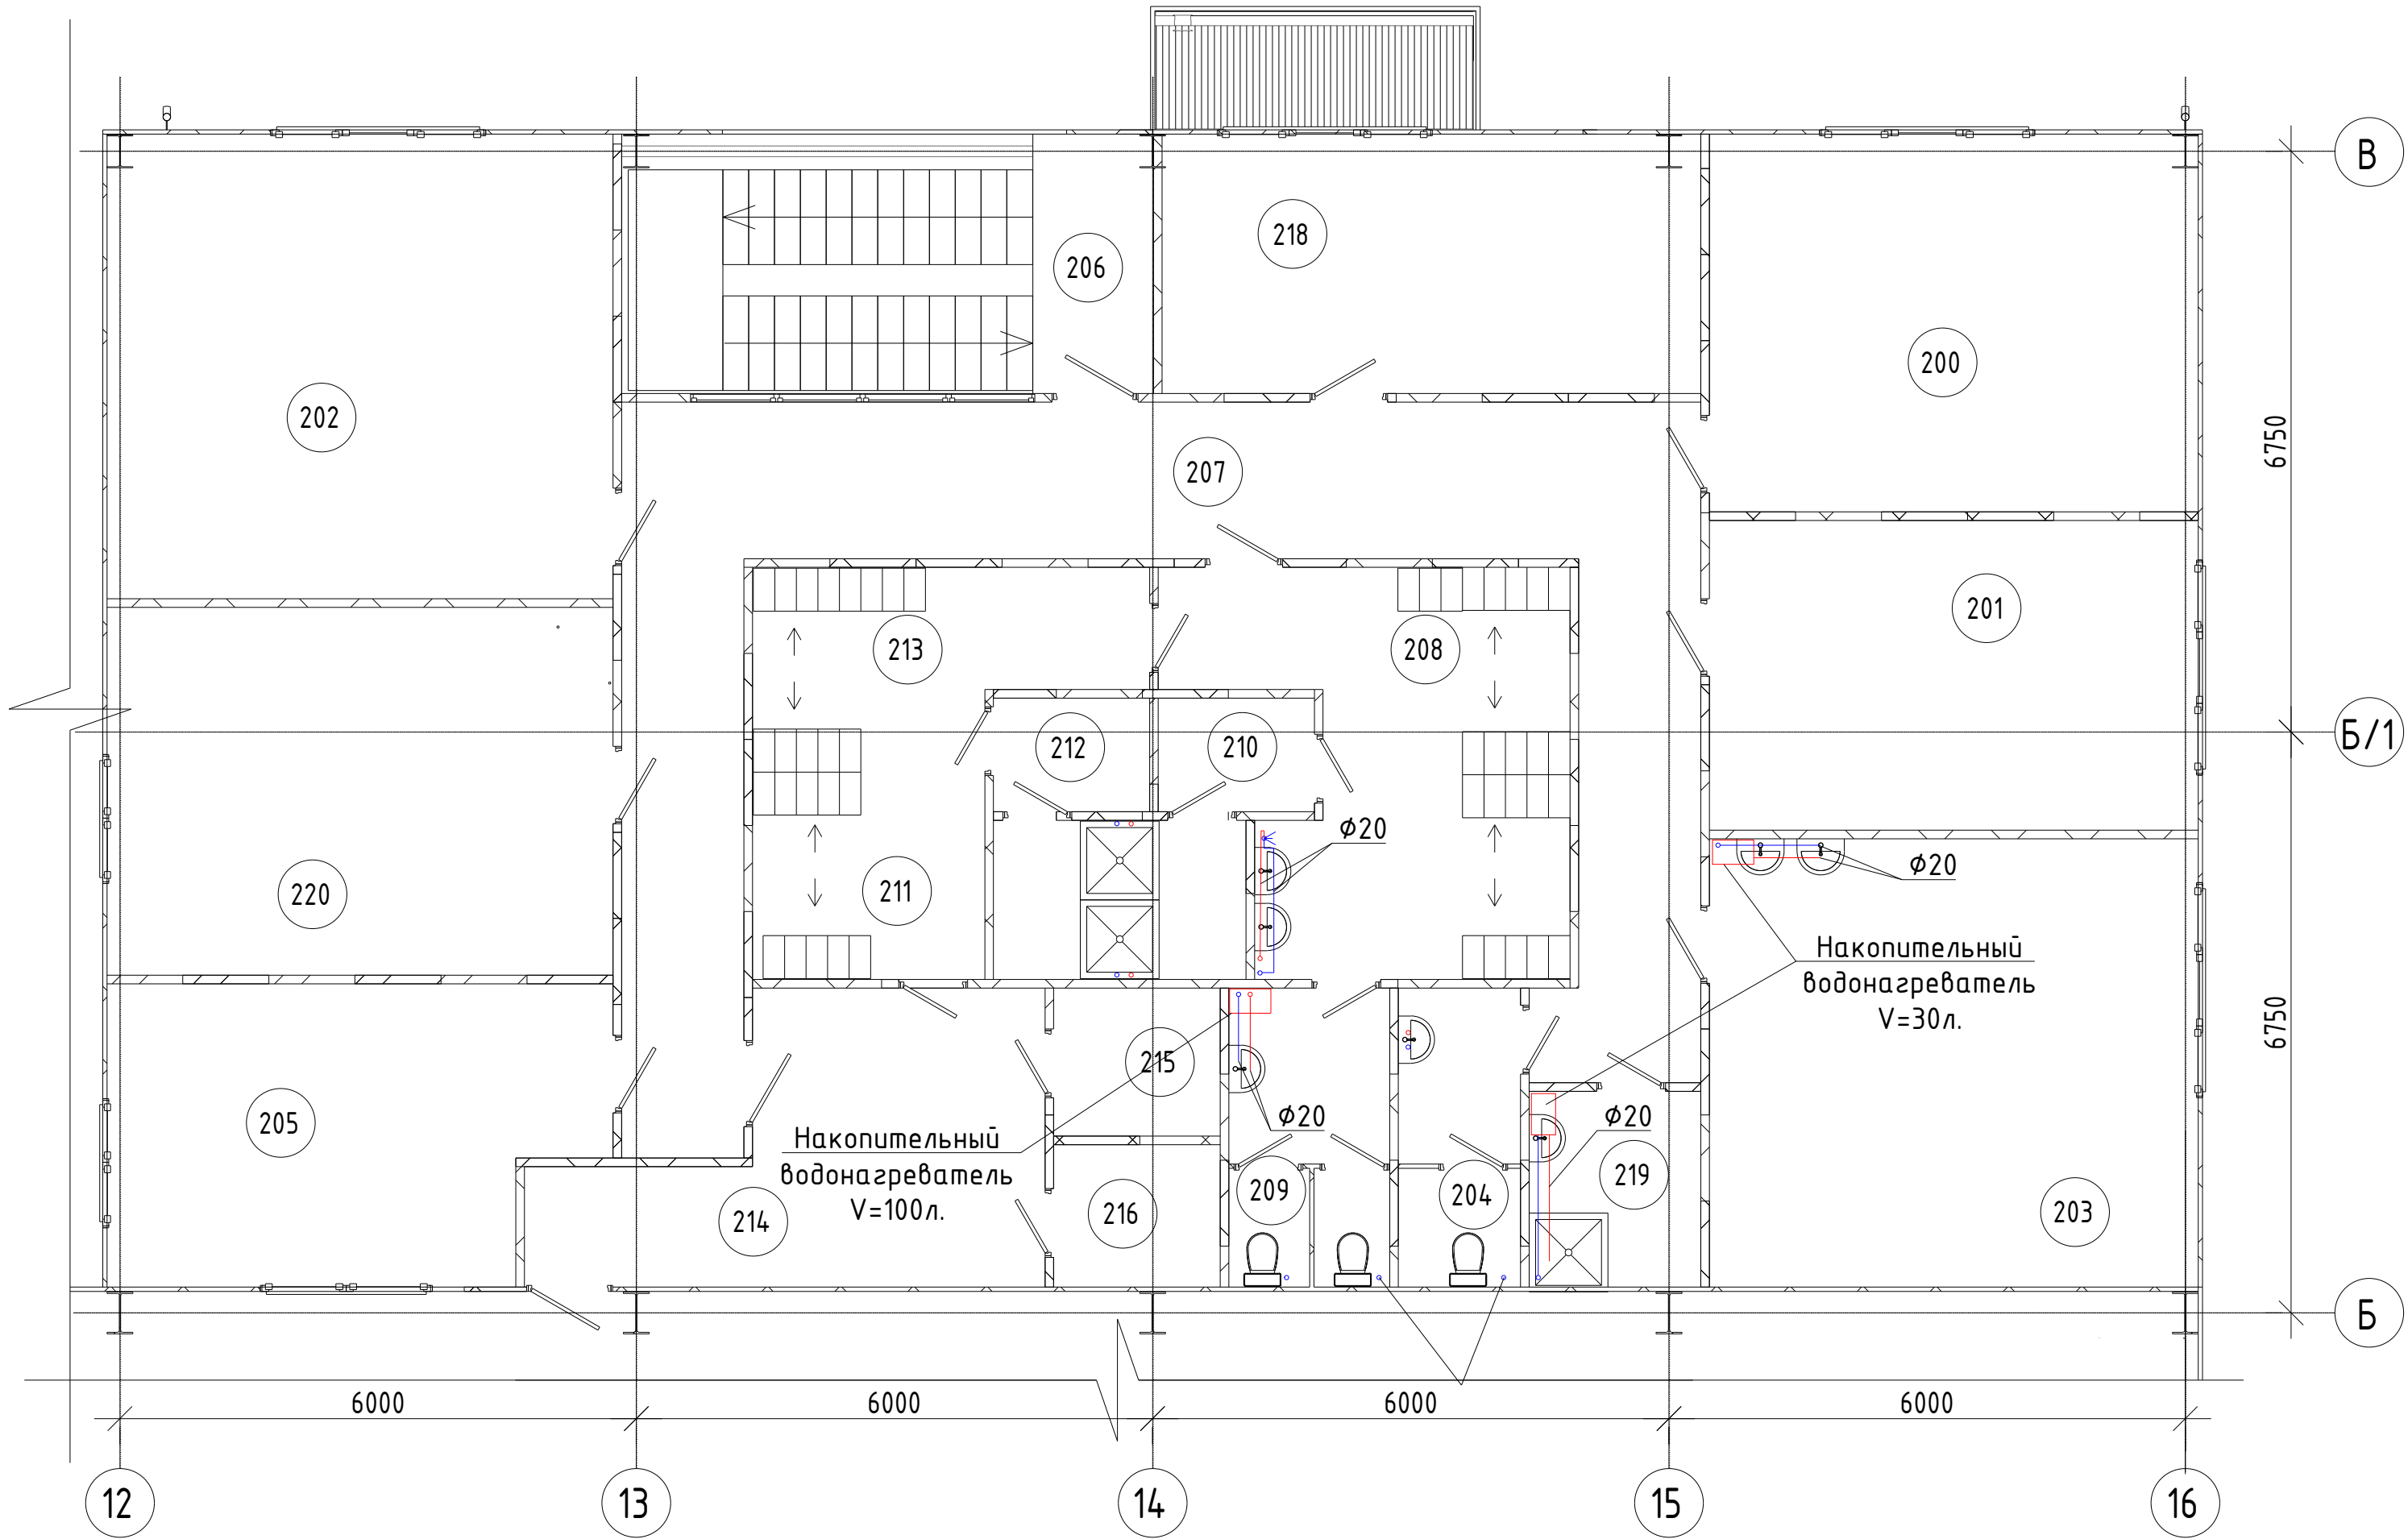 В
218
206
200
202
6750
207
201
213
208
Б/1
212
210
Ф20
Ф20
220
211
Накопительный
водонагреватель
V=30л.
6750
215
205
Ф20
Ф20
Накопительный
водонагреватель
V=100л.
219
209
204
214
216
203
Б
6000
6000
6000
6000
12
13
14
15
16